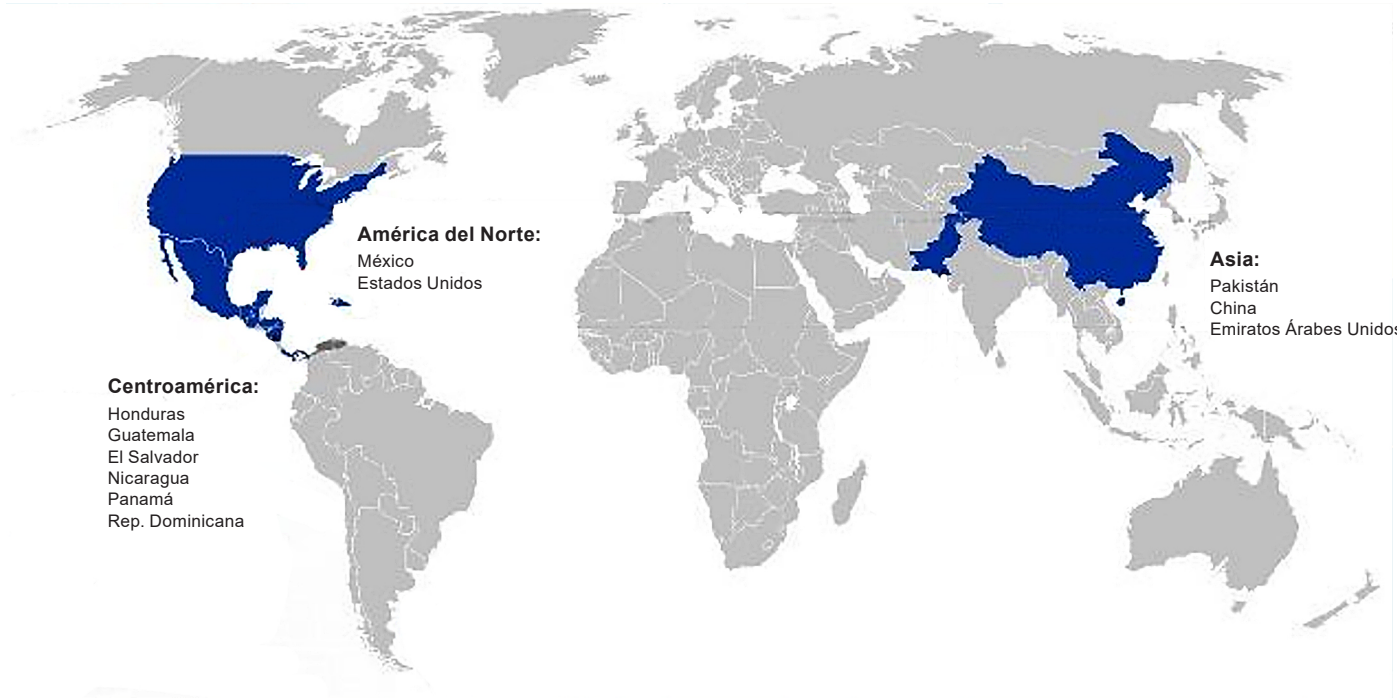 América del Norte:
México
Estados Unidos
Asia:
Pakistán
China
Emiratos Árabes Unidos
Centroamérica:
Honduras
Guatemala
El Salvador
Nicaragua
Panamá
Rep. Dominicana